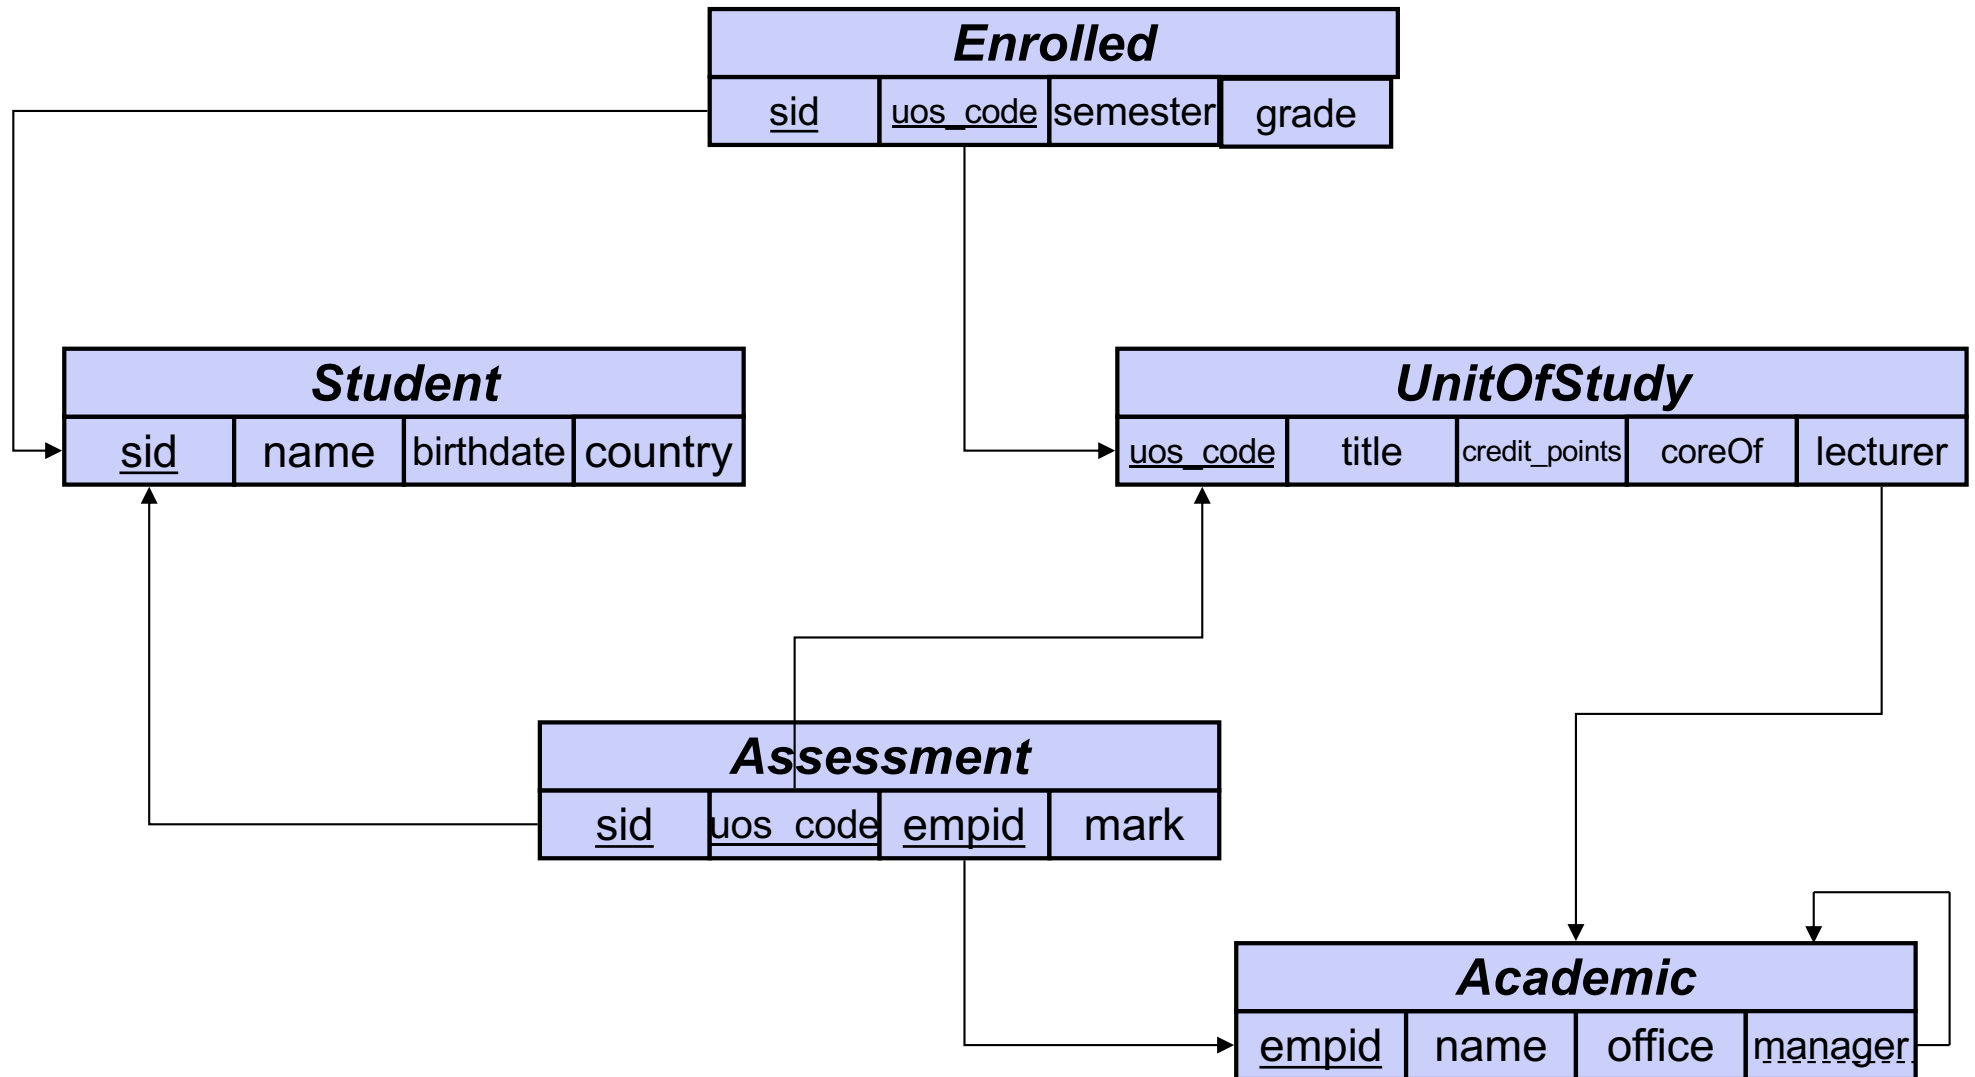 Enrolled
sid uos_code semester grade
Student
sid name birthdate country
UnitOfStudy
uos_code title credit_points coreOf lecturer
Assessment
sid uos_code empid mark
Academic
empid name office manager